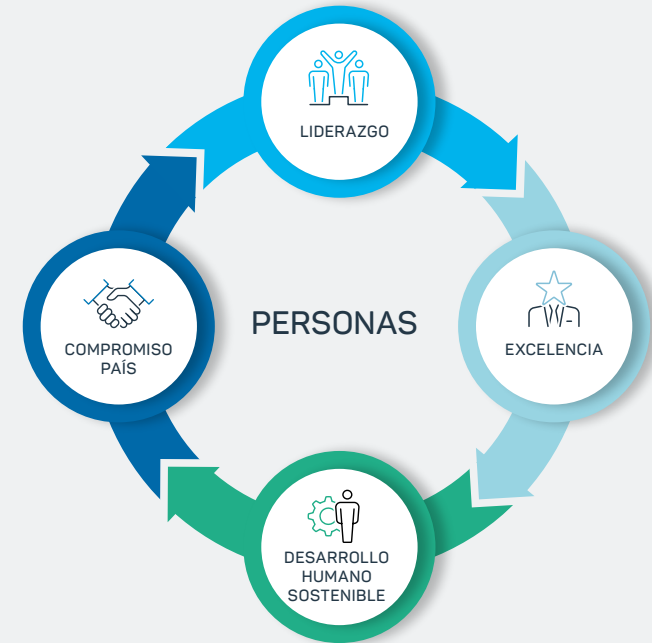 LIDERAZGO
PERSONAS
COMPROMISO
PAÍS
EXCELENCIA
DESARROLLO
HUMANO
SOSTENIBLE